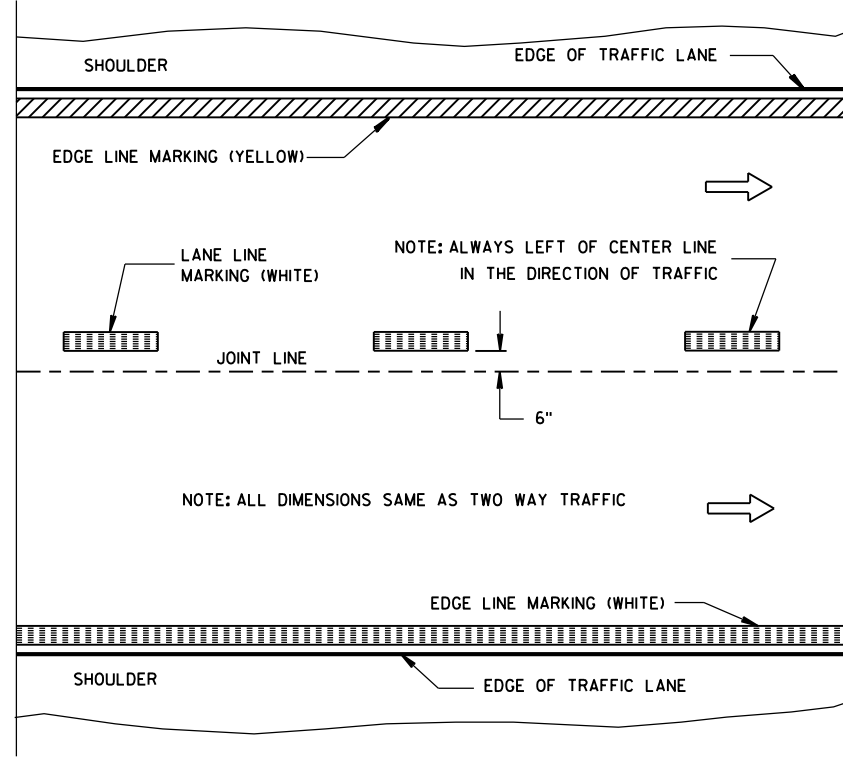 EDGE OF TRAFFIC LANE
SHOULDER
EDGE LINE MARKING (YELLOW)
LANE LINE
MARKING (WHITE)
NOTE: ALWAYS LEFT OF CENTER LINE
IN THE DIRECTION OF TRAFFIC
JOINT LINE
6"
NOTE: ALL DIMENSIONS SAME AS TWO WAY TRAFFIC
EDGE LINE MARKING (WHITE)
SHOULDER
EDGE OF TRAFFIC LANE